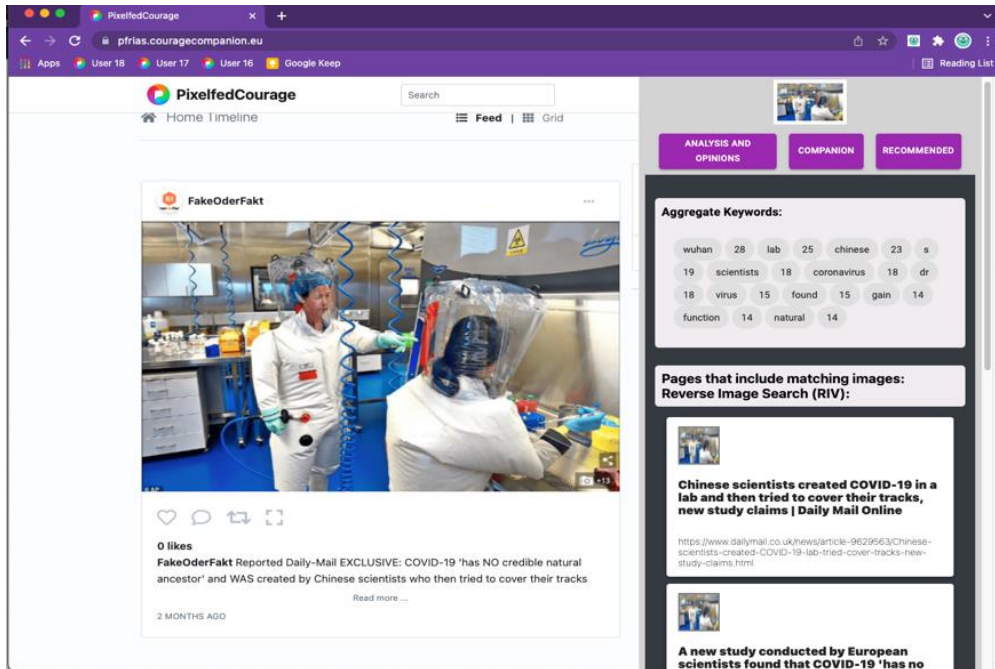 PixelfedCourage
pfrias.couragecompanion.eu
Apps User 18 User 17 User 16 Google Keep Reading List
PixelfedCourage Search
Home Timeline Feed | Grid
FakeOderFakt
AP
+13
0 likes
FakeOderFakt Reported Daily-Mail EXCLUSIVE: COVID-19 'has NO credible natural
ancestor' and WAS created by Chinese scientists who then tried to cover their tracks
Read more ...
2 MONTHS AGO
ANALYSIS AND
OPINIONS
COMPANION
RECOMMENDED
Aggregate Keywords:
wuhan 28 lab 25 chinese 23 s
19 scientists 18 coronavirus 18 dr
18 virus 15 found 15 gain 14
function 14 natural 14
Pages that include matching images:
Reverse Image Search (RIV):
Chinese scientists created COVID-19 in a
lab and then tried to cover their tracks,
new study claims | Daily Mail Online
https://www.dailymail.co.uk/news/article-9629563/Chinese-
scientists-created-COVID-19-lab-tried-cover-tracks-new-
study-claims.html
A new study conducted by European
scientists found that COVID-19 'has no